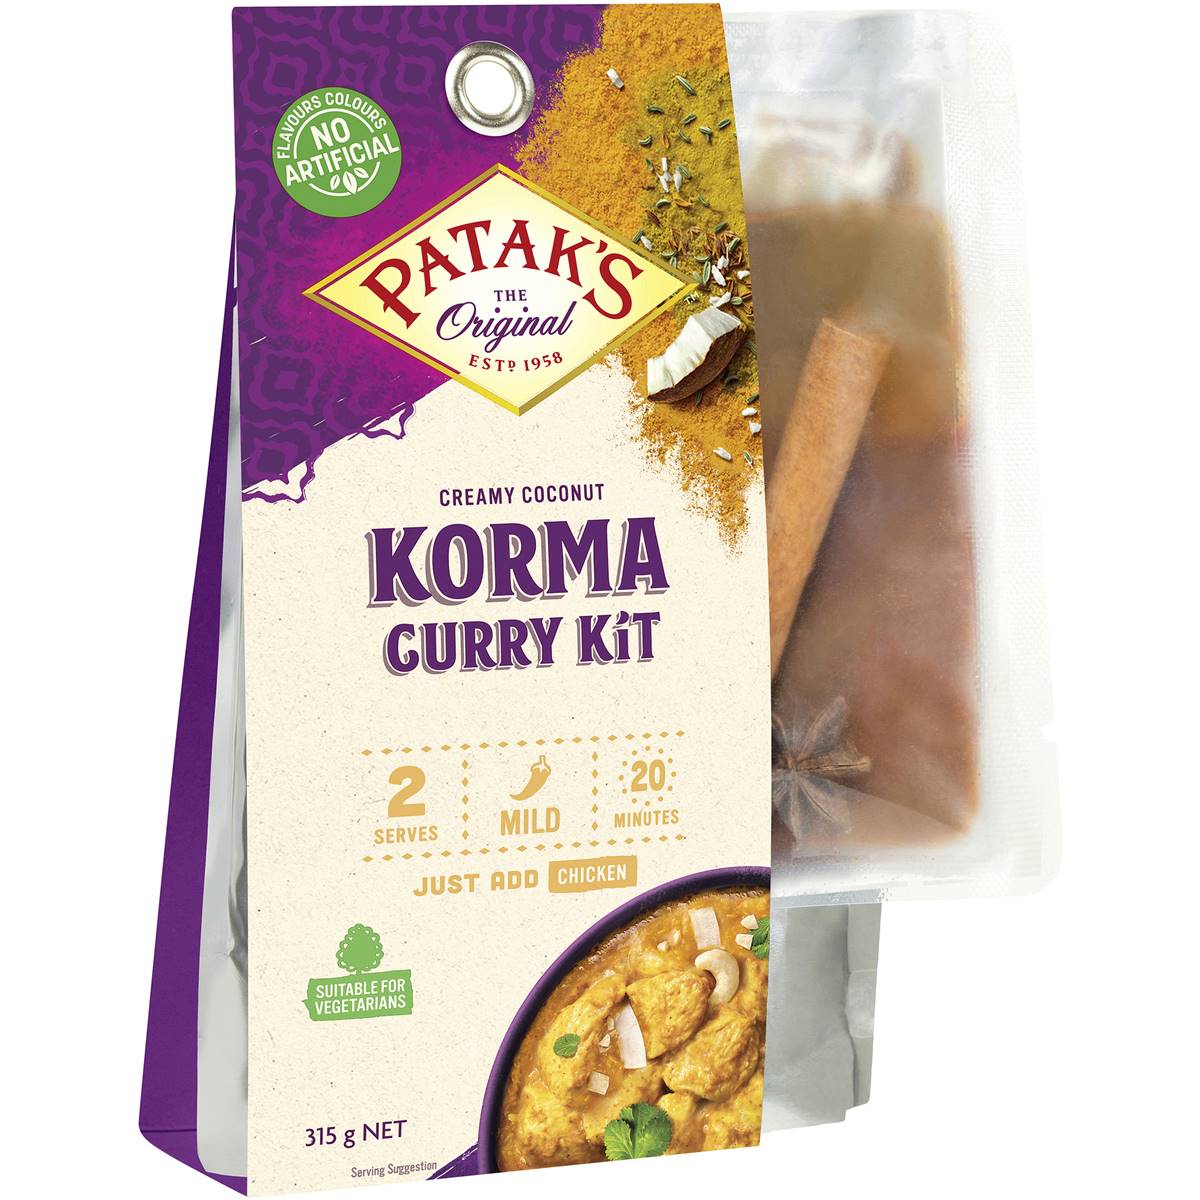 FLAVOURS COLOURS
NO
ARTIFICIAL
PATAK'S
™
THE
Original
ESTD 1958
CREAMY COCONUT
KORMA
CURRY KiT
2
SERVES
MILD
20
MINUTES
JUST ADD CHICKEN
SUITABLE FOR
VEGETARIANS
315 g NET
Serving Suggestion